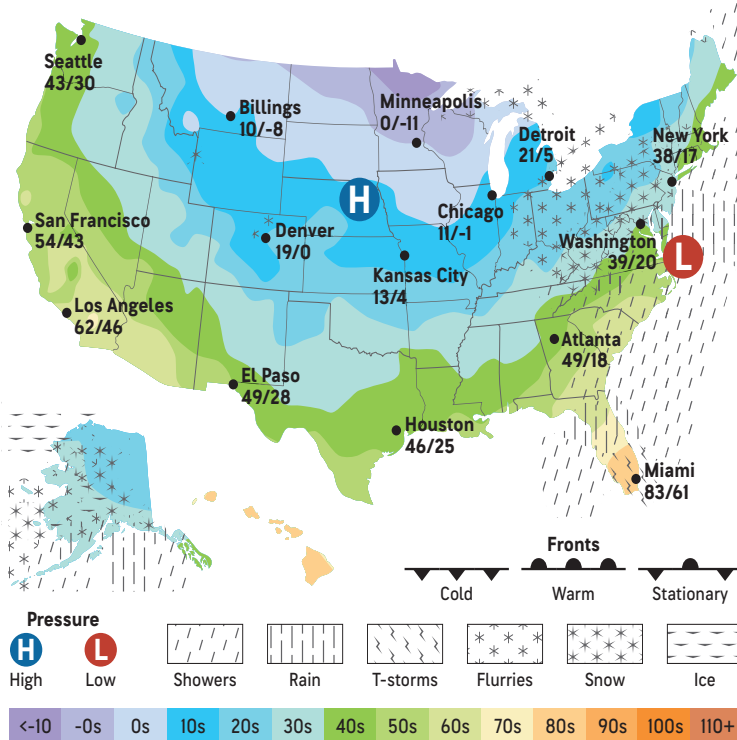 Seattle
43/30
Billings
10/-8
Minneapolis
0/-11
Detroit
21/5
New York
38/17
H
San Francisco
54/43
Denver
19/0
Chicago
11/-1
Washington
39/20
L
Kansas City
13/4
Los Angeles
62/46
Atlanta
49/18
El Paso
49/28
Houston
46/25
Miami
83/61
Fronts
Cold
Warm
Stationary
Pressure
H
L
High
Low
Showers
Rain
T-storms
Flurries
Snow
Ice
<-10
-0s
0s
10s
20s
30s
40s
50s
60s
70s
80s
90s
100s
110+